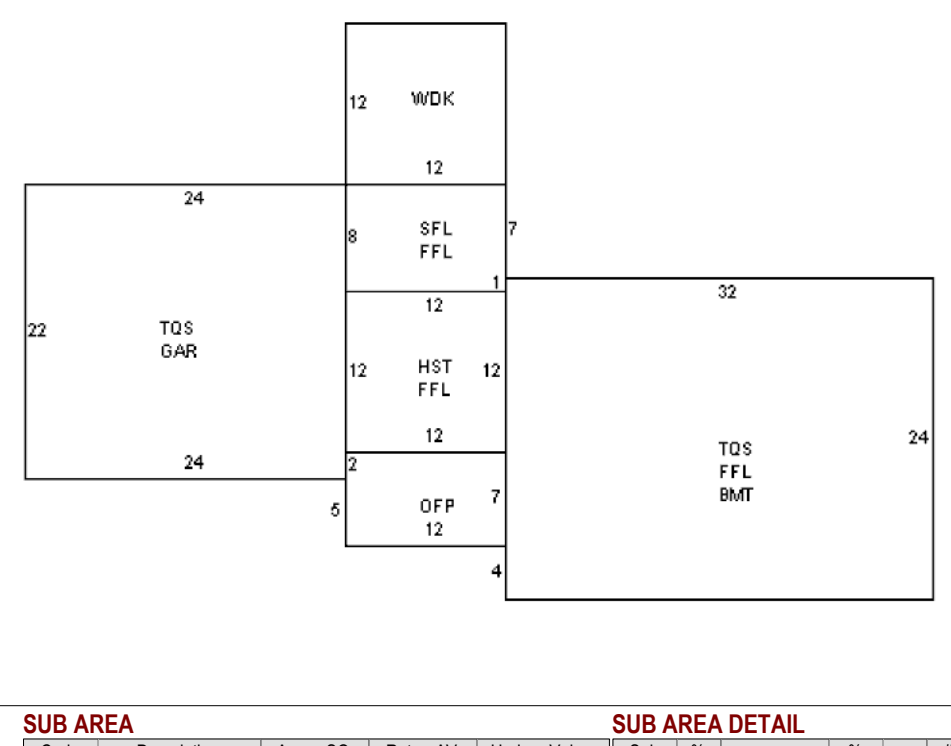 12 WDK
12
24
8 SFL 7
FFL
1
12
32
22 TQS
GAR
12 HST 12
FFL
12
24
TQS
FFL
BMT
24
2
7
5 OFP
12
4
SUB AREA SUB AREA DETAIL